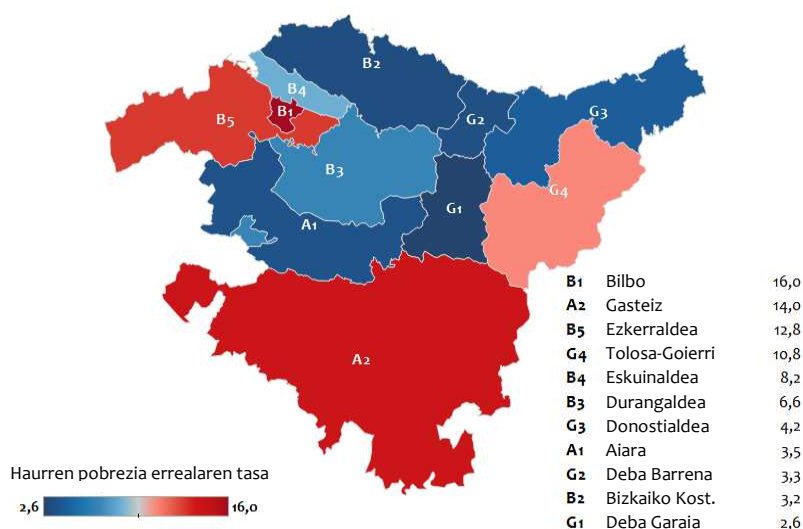 B2
B4
B1
G2
G3
B5
B3
G4
G1
A1
A2
B1 Bilbo 16,0
A2 Gasteiz 14,0
B5 Ezkerraldea 12,8
G4 Tolosa-Goierri 10,8
B4 Eskuinaldea 8,2
B3 Durangaldea 6,6
G3 Donostialdea 4,2
A1 Aiara 3,5
G2 Deba Barrena 3,3
B2 Bizkaiko Kost. 3,2
G1 Deba Garaia 2,6
Haurren pobrezia errealaren tasa
2,6 16,0